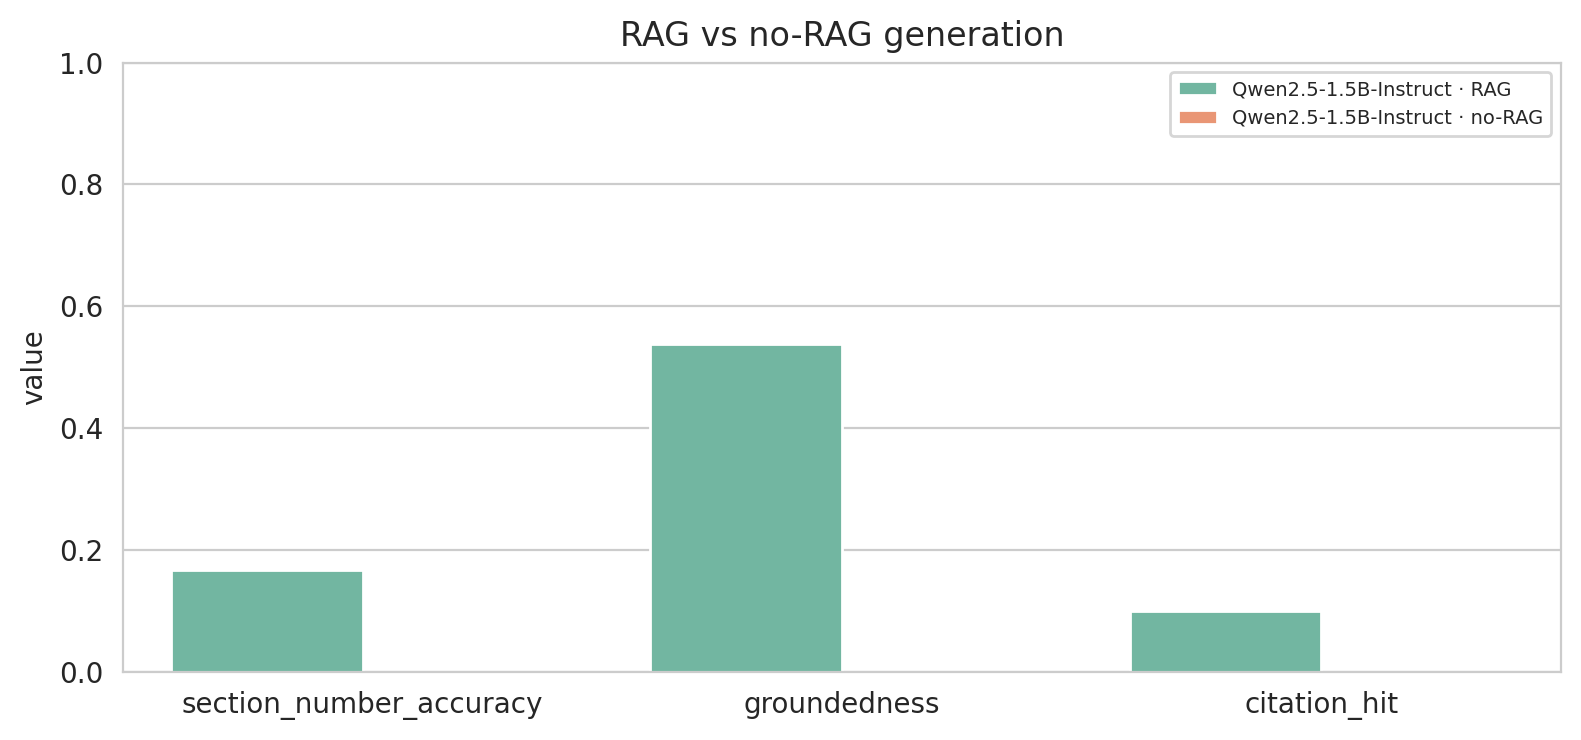 RAG vs no-RAG generation
Qwen2.5-1.5B-Instruct · RAG
Qwen2.5-1.5B-Instruct · no-RAG
1.0
0.8
0.6
0.4
0.2
0.0
value
section_number_accuracy
groundedness
citation_hit